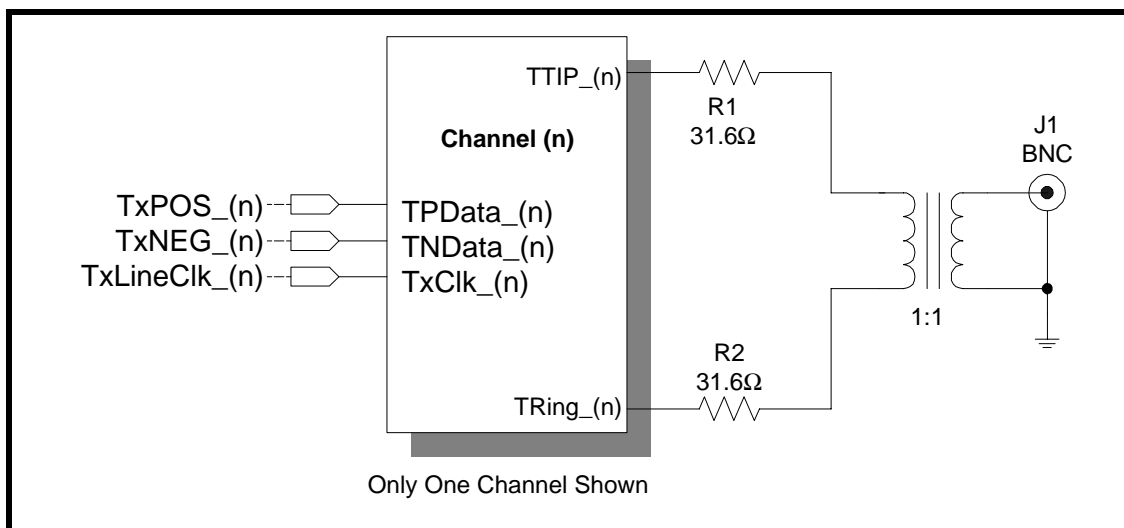 TTIP_(n)
R1
31.6Ω
Channel (n)
J1
BNC
TxPOS_(n)
TPData_(n)
TxNEG_(n)
TNData_(n)
TxLineClk_(n)
TxClk_(n)
1:1
R2
31.6Ω
TRing_(n)
Only One Channel Shown